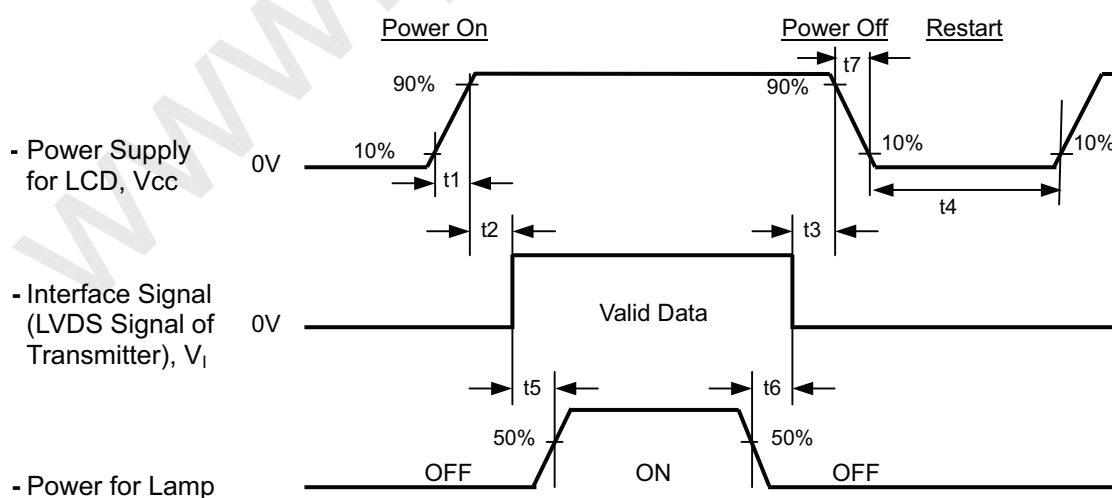 Power On
Power Off
Restart
t7
90%
90%
- Power Supply
for LCD, Vcc
0V
10%
10%
10%
t1
t4
t2
t3
- Interface Signal
(LVDS Signal of
Transmitter), VI
0V
Valid Data
t5
t6
50%
50%
- Power for Lamp
OFF
ON
OFF